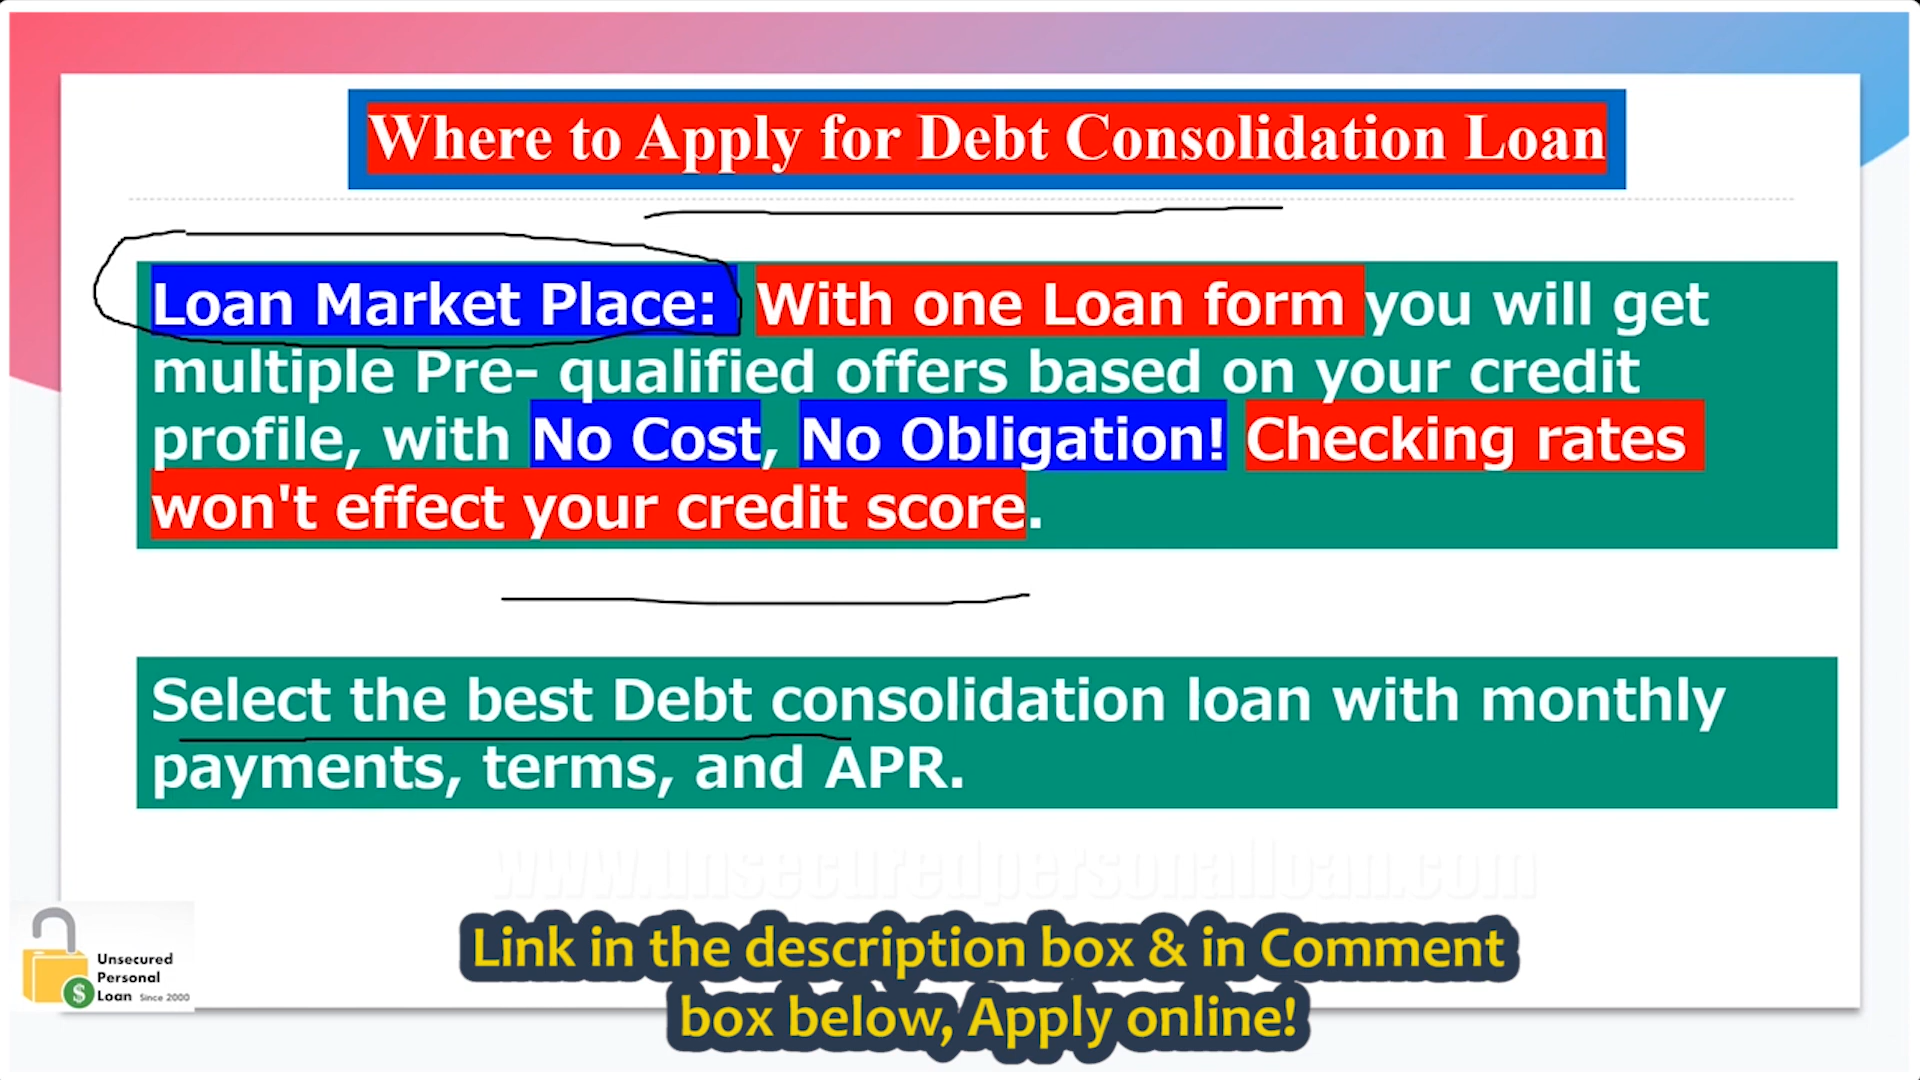 Where to Apply for Debt Consolidation Loan
Loan Market Place: With one Loan form you will get
multiple Pre- qualified offers based on your credit
profile, with No Cost, No Obligation! Checking rates
won't effect your credit score.
Select the best Debt consolidation loan with monthly
payments, terms, and APR.
www.unsecuredpersonalloan.com
Link in the description box & in Comment
box below, Apply online!
$
Unsecured
Personal
Loan Since 2000